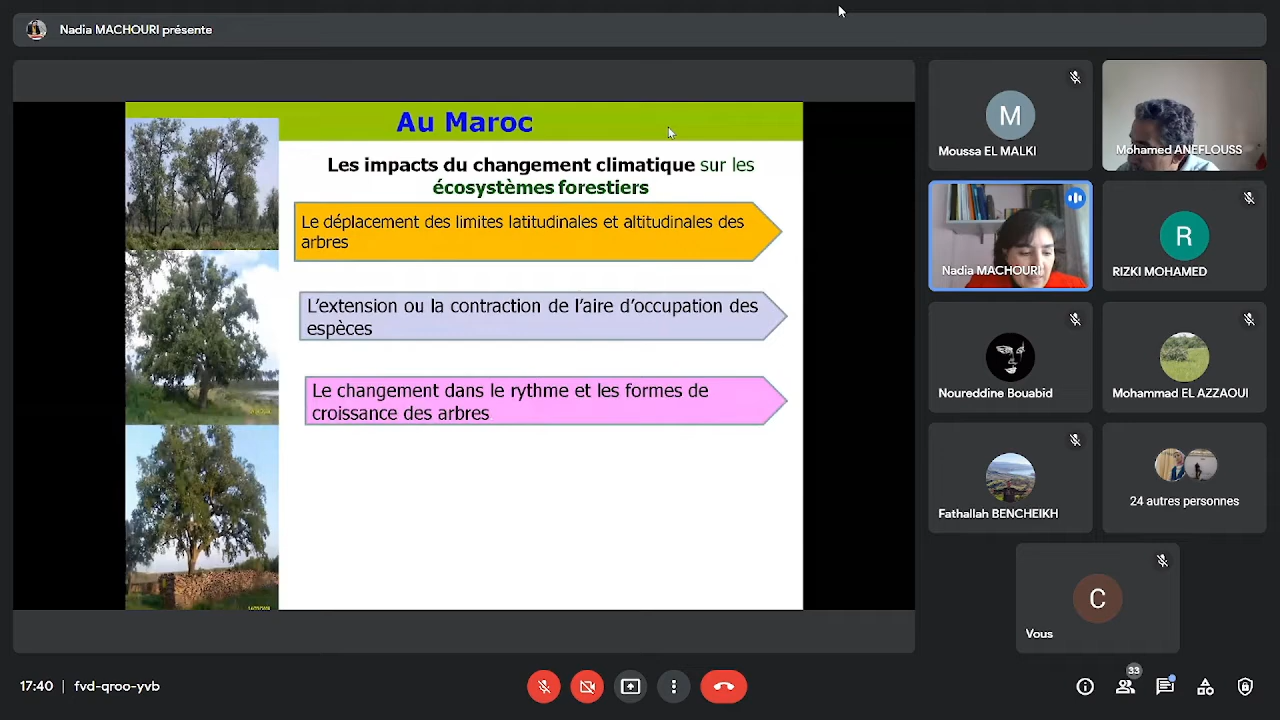 Nadia MACHOURI présente
Au Maroc
Les impacts du changement climatique sur les
écosystèmes forestiers
Le déplacement des limites latitudinales et altitudinales des
arbres
L'extension ou la contraction de l'aire d'occupation des
espèces
Le changement dans le rythme et les formes de
croissance des arbres
M
Moussa EL MALKI
Mohamed ANEFLOUSS
Nadia MACHOURI
R
RIZKI MOHAMED
Noureddine Bouabid
Mohammad EL AZZAOUI
Fathallah BENCHEIKH
24 autres personnes
C
Vous
17:40 | fvd-qroo-yvb
33